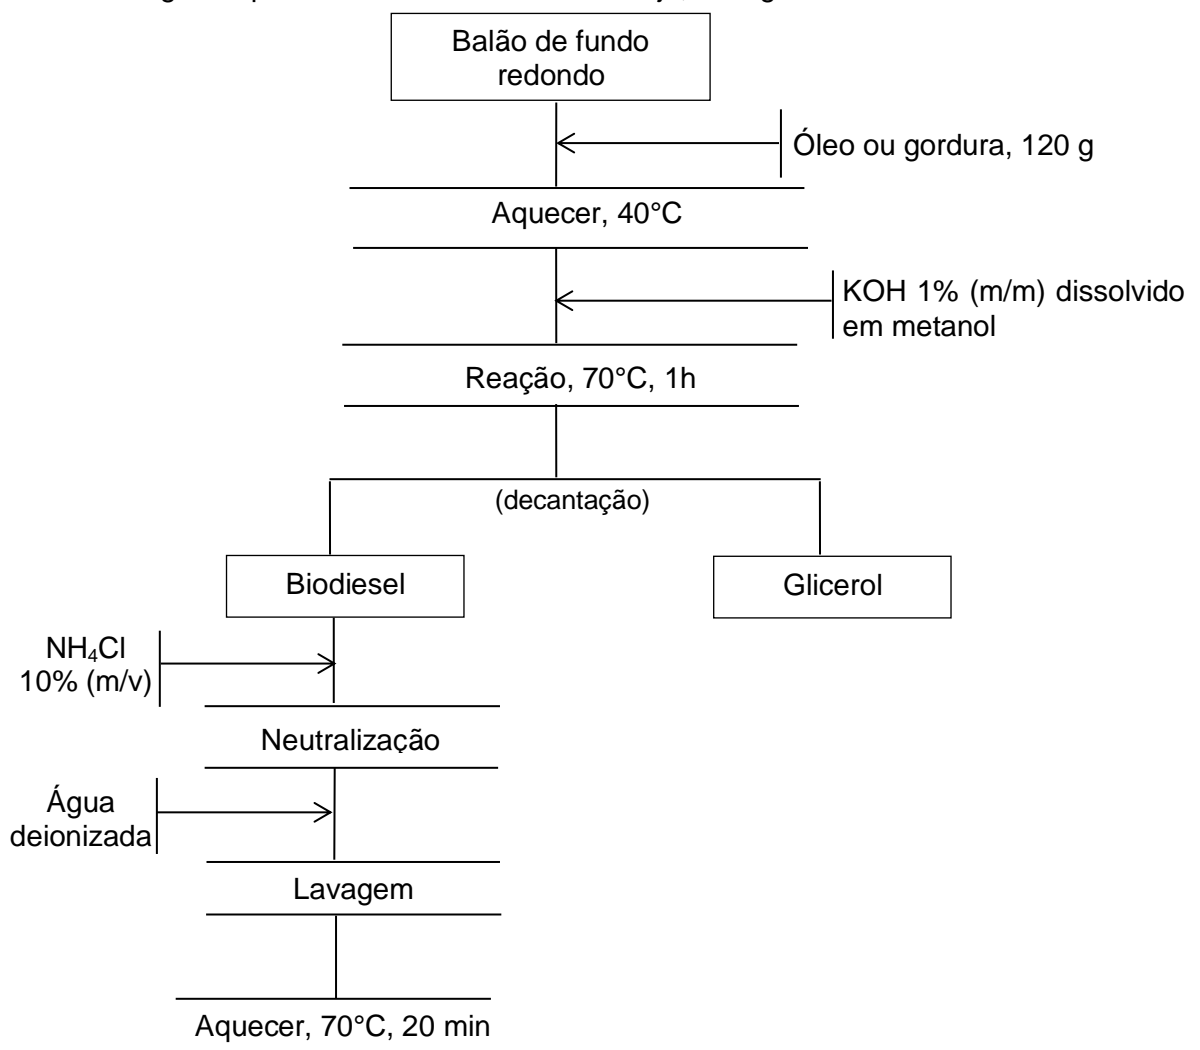 Balão de fundo
redondo
Óleo ou gordura, 120 g
Aquecer, 40°C
KOH 1% (m/m) dissolvido
em metanol
Reação, 70°C, 1h
(decantação)
Biodiesel
Glicerol
NH₄Cl
10% (m/v)
Neutralização
Água
deionizada
Lavagem
Aquecer, 70°C, 20 min